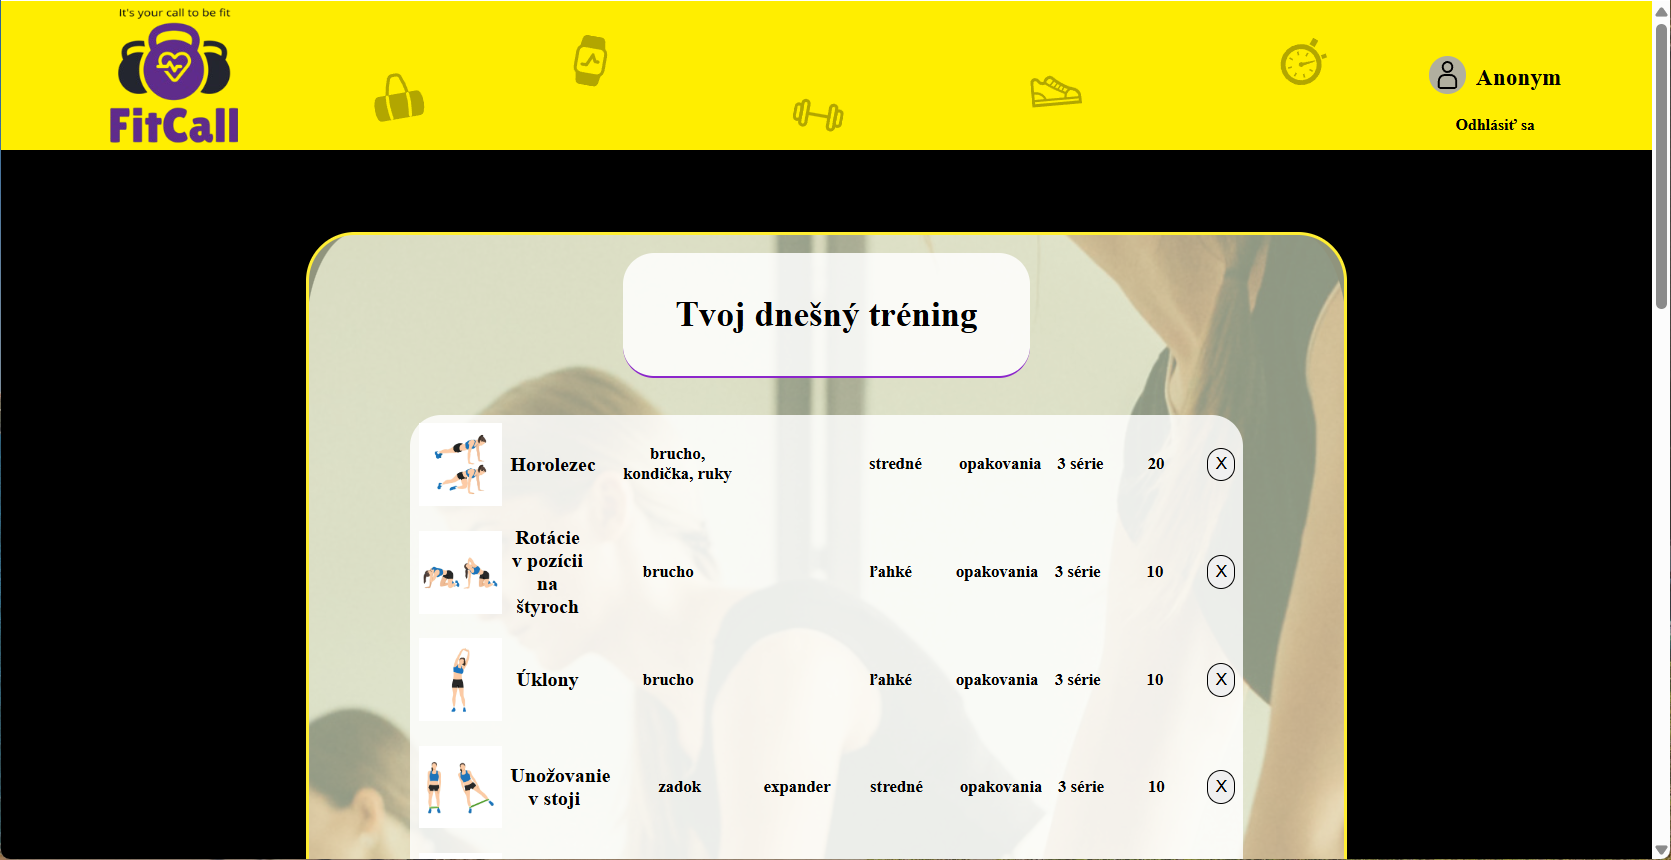 It's your call to be fit
FitCall
Anonym
Odhlásiť sa
Tvoj dnešný tréning
Horolezec
brucho,
kondička, ruky
stredné
opakovania
3 série
20
X
Rotácie
v pozícii
na
štyroch
brucho
ľahké
opakovania
3 série
10
X
Úklony
brucho
ľahké
opakovania
3 série
10
X
Unožovanie
v stoji
zadok
expander
stredné
opakovania
3 série
10
X